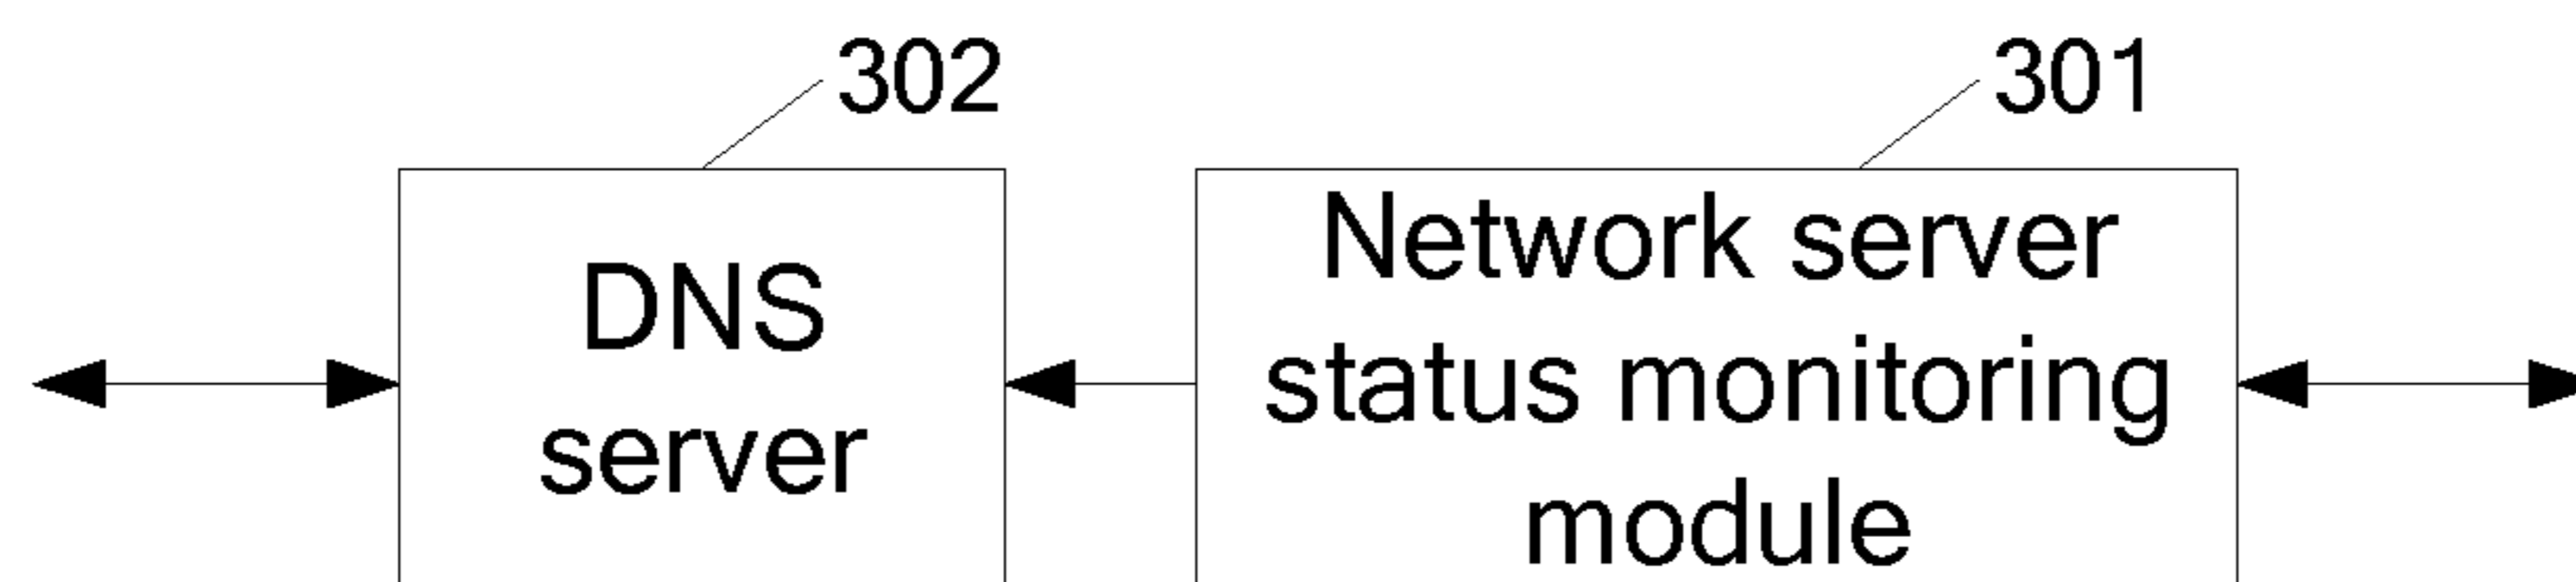 302
301
DNS
server
Network server
status monitoring
module